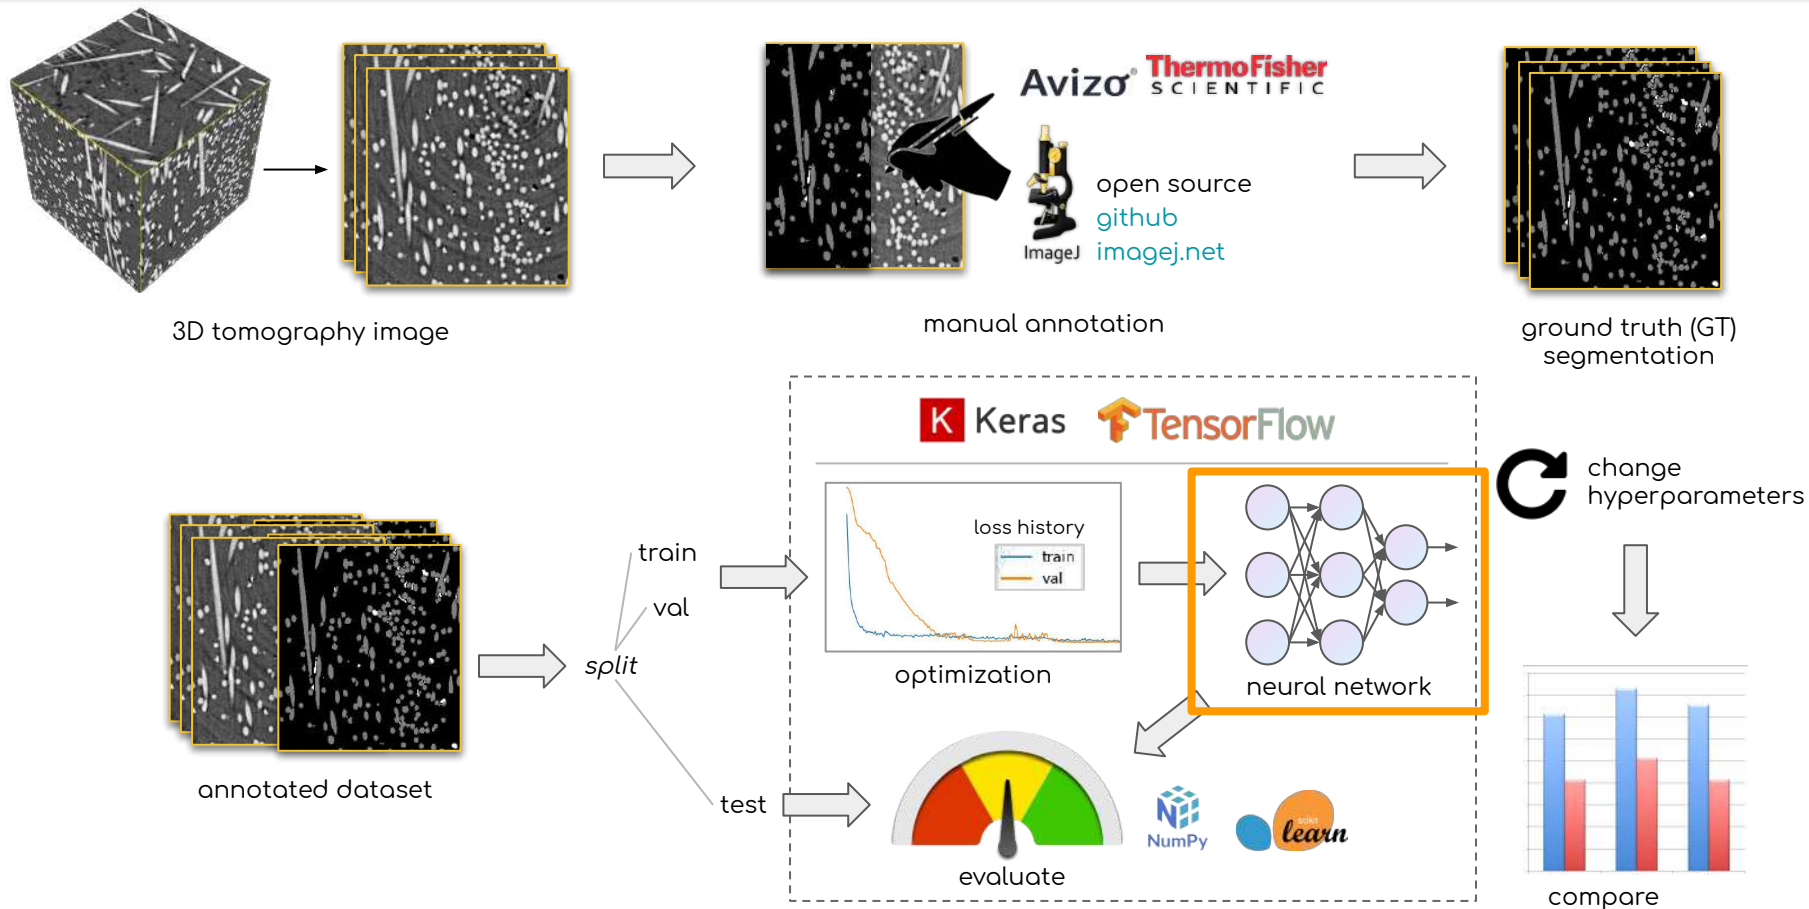 Avizo®
ThermoFisher
SCIENTIFIC
open source
github
imagej.net
ImageJ
3D tomography image
manual annotation
ground truth (GT)
segmentation
K Keras
TensorFlow
change
hyperparameters
loss history
train
val
train
val
split
optimization
neural network
annotated dataset
test
NumPy
scikit
learn
evaluate
compare